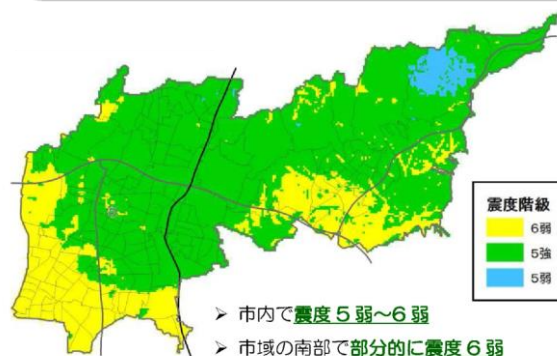 震度階級
6弱
5強
5弱
➢ 市内で震度5弱～6弱
➢ 市域の南部で部分的に震度6弱